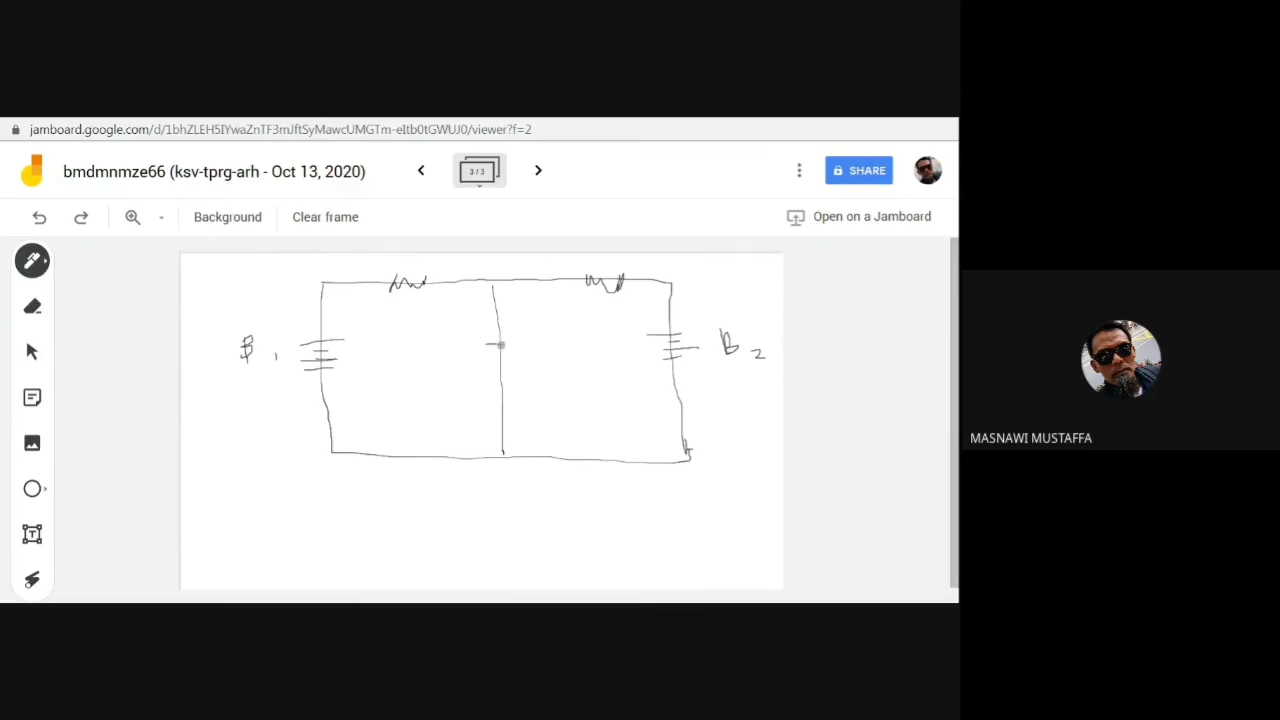 jamboard.google.com/d/1bhZLEH5IYwaZnTF3mJftSyMawcUMGTm-eItb0tGWUJ0/viewer?f=2
bmdmnmze66 (ksv-tprg-arh - Oct 13, 2020)
3 / 3
SHARE
Background
Clear frame
Open on a Jamboard
B 1
B 2
T
MASNAWI MUSTAFFA